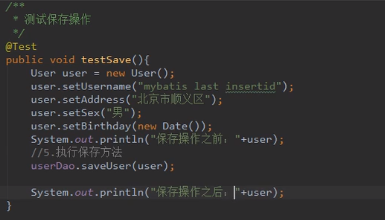 /**
 * 测试保存操作
 */
@Test
public void testSave(){
    User user = new User();
    user.setUsername("mybatis last insertid");
    user.setAddress("北京市顺义区");
    user.setSex("男");
    user.setBirthday(new Date());
    System.out.println("保存操作之前："+user);
    //5.执行保存方法
    userDao.saveUser(user);

    System.out.println("保存操作之后："+user);
}